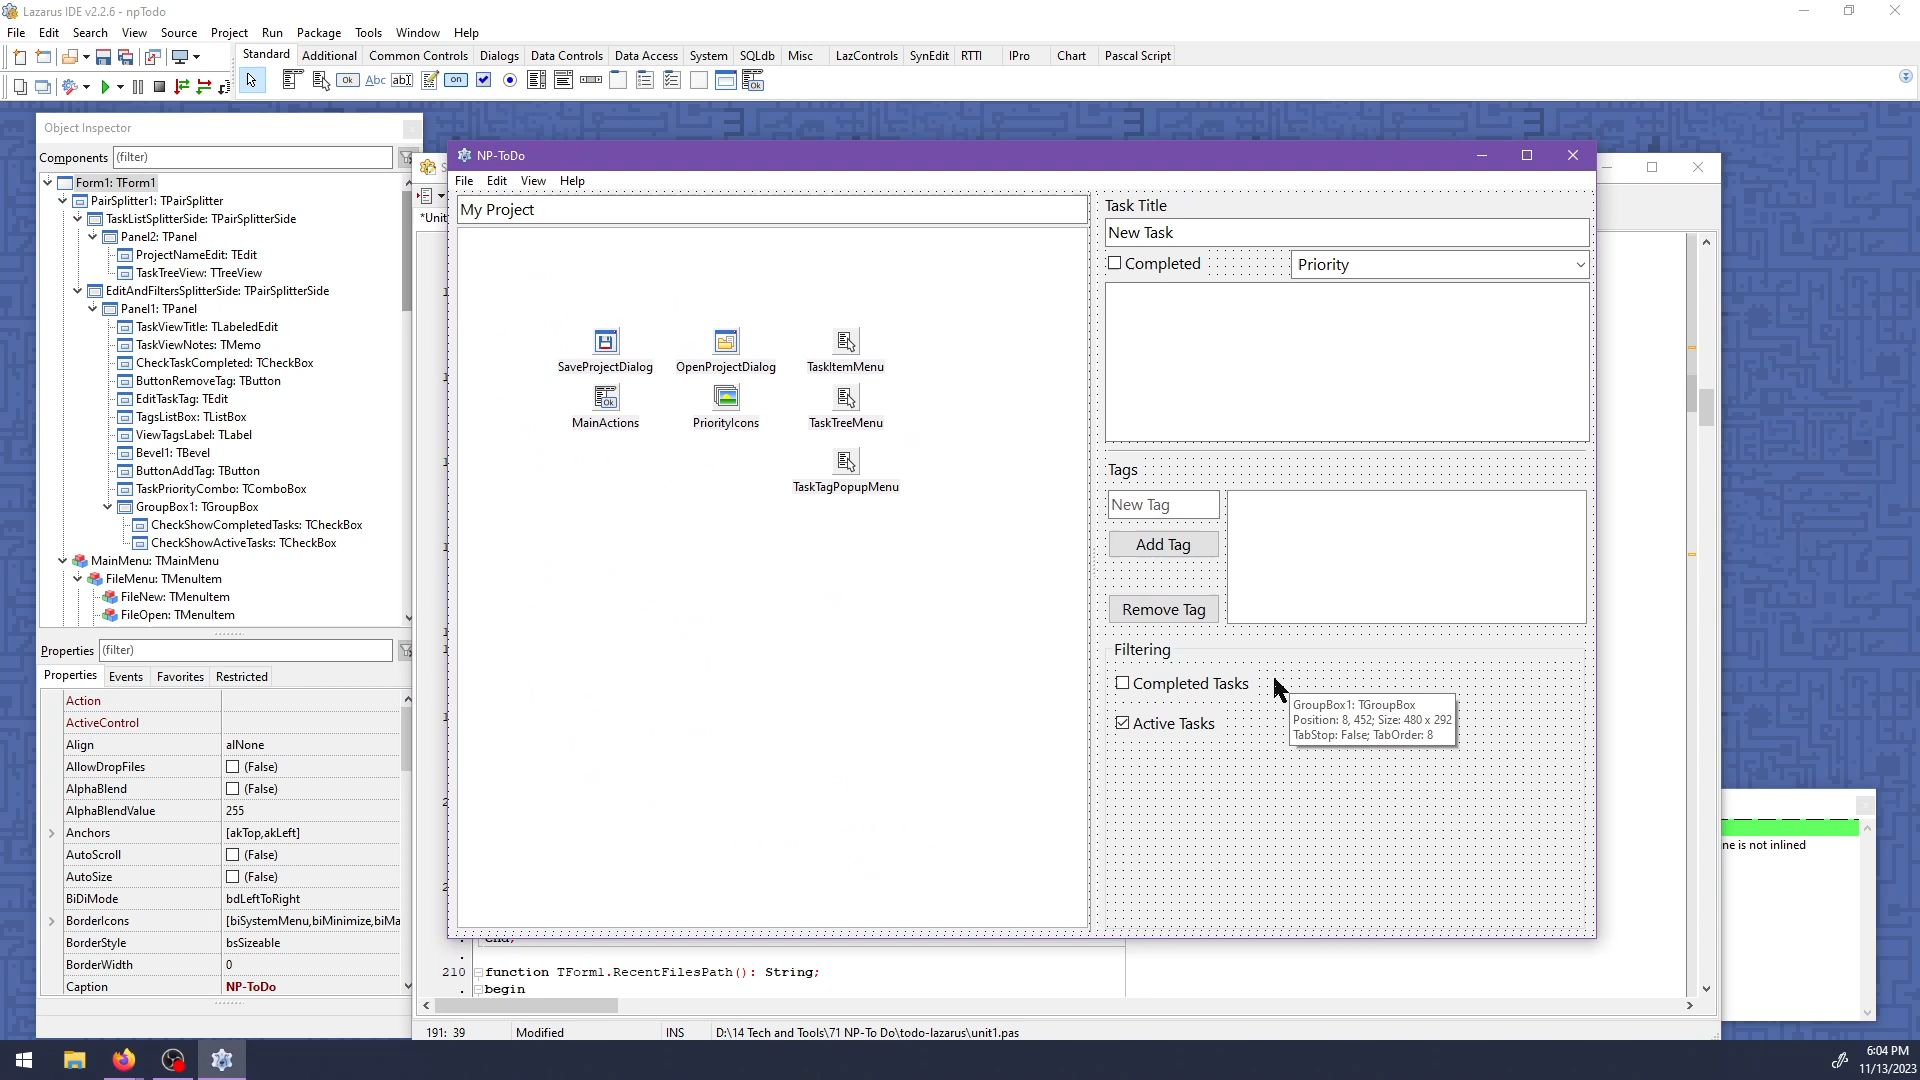 Lazarus IDE v2.2.6 - npTodo
File Edit Search View Source Project Run Package Tools Window Help
Standard Additional Common Controls Dialogs Data Controls Data Access System SQLdb Misc LazControls SynEdit RTTI IPro Chart Pascal Script
Ok Abc abI on Ok
Object Inspector
Components (filter)
Form1: TForm1
PairSplitter1: TPairSplitter
TaskListSplitterSide: TPairSplitterSide
Panel2: TPanel
ProjectNameEdit: TEdit
TaskTreeView: TTreeView
EditAndFiltersSplitterSide: TPairSplitterSide
Panel1: TPanel
TaskViewTitle: TLabeledEdit
TaskViewNotes: TMemo
CheckTaskCompleted: TCheckBox
ButtonRemoveTag: TButton
EditTaskTag: TEdit
TagsListBox: TListBox
ViewTagsLabel: TLabel
Bevel1: TBevel
ButtonAddTag: TButton
TaskPriorityCombo: TComboBox
GroupBox1: TGroupBox
CheckShowCompletedTasks: TCheckBox
CheckShowActiveTasks: TCheckBox
MainMenu: TMainMenu
FileMenu: TMenuItem
FileNew: TMenuItem
FileOpen: TMenuItem
Properties (filter)
Properties Events Favorites Restricted
Action
ActiveControl
Align alNone
AllowDropFiles (False)
AlphaBlend (False)
AlphaBlendValue 255
Anchors [akTop,akLeft]
AutoScroll (False)
AutoSize (False)
BiDiMode bdLeftToRight
BorderIcons [biSystemMenu,biMinimize,biMa
BorderStyle bsSizeable
BorderWidth 0
Caption NP-ToDo
*Unit
NP-ToDo
File Edit View Help
My Project
SaveProjectDialog OpenProjectDialog TaskItemMenu
MainActions PriorityIcons TaskTreeMenu
TaskTagPopupMenu
Task Title
New Task
Completed Priority
Tags
New Tag
Add Tag
Remove Tag
Filtering
Completed Tasks
Active Tasks
GroupBox1: TGroupBox
Position: 8, 452; Size: 480 x 292
TabStop: False; TabOrder: 8
ne is not inlined
end;
210 function TForm1.RecentFilesPath(): String;
begin
191: 39 Modified INS D:\14 Tech and Tools\71 NP-To Do\todo-lazarus\unit1.pas
6:04 PM
11/13/2023